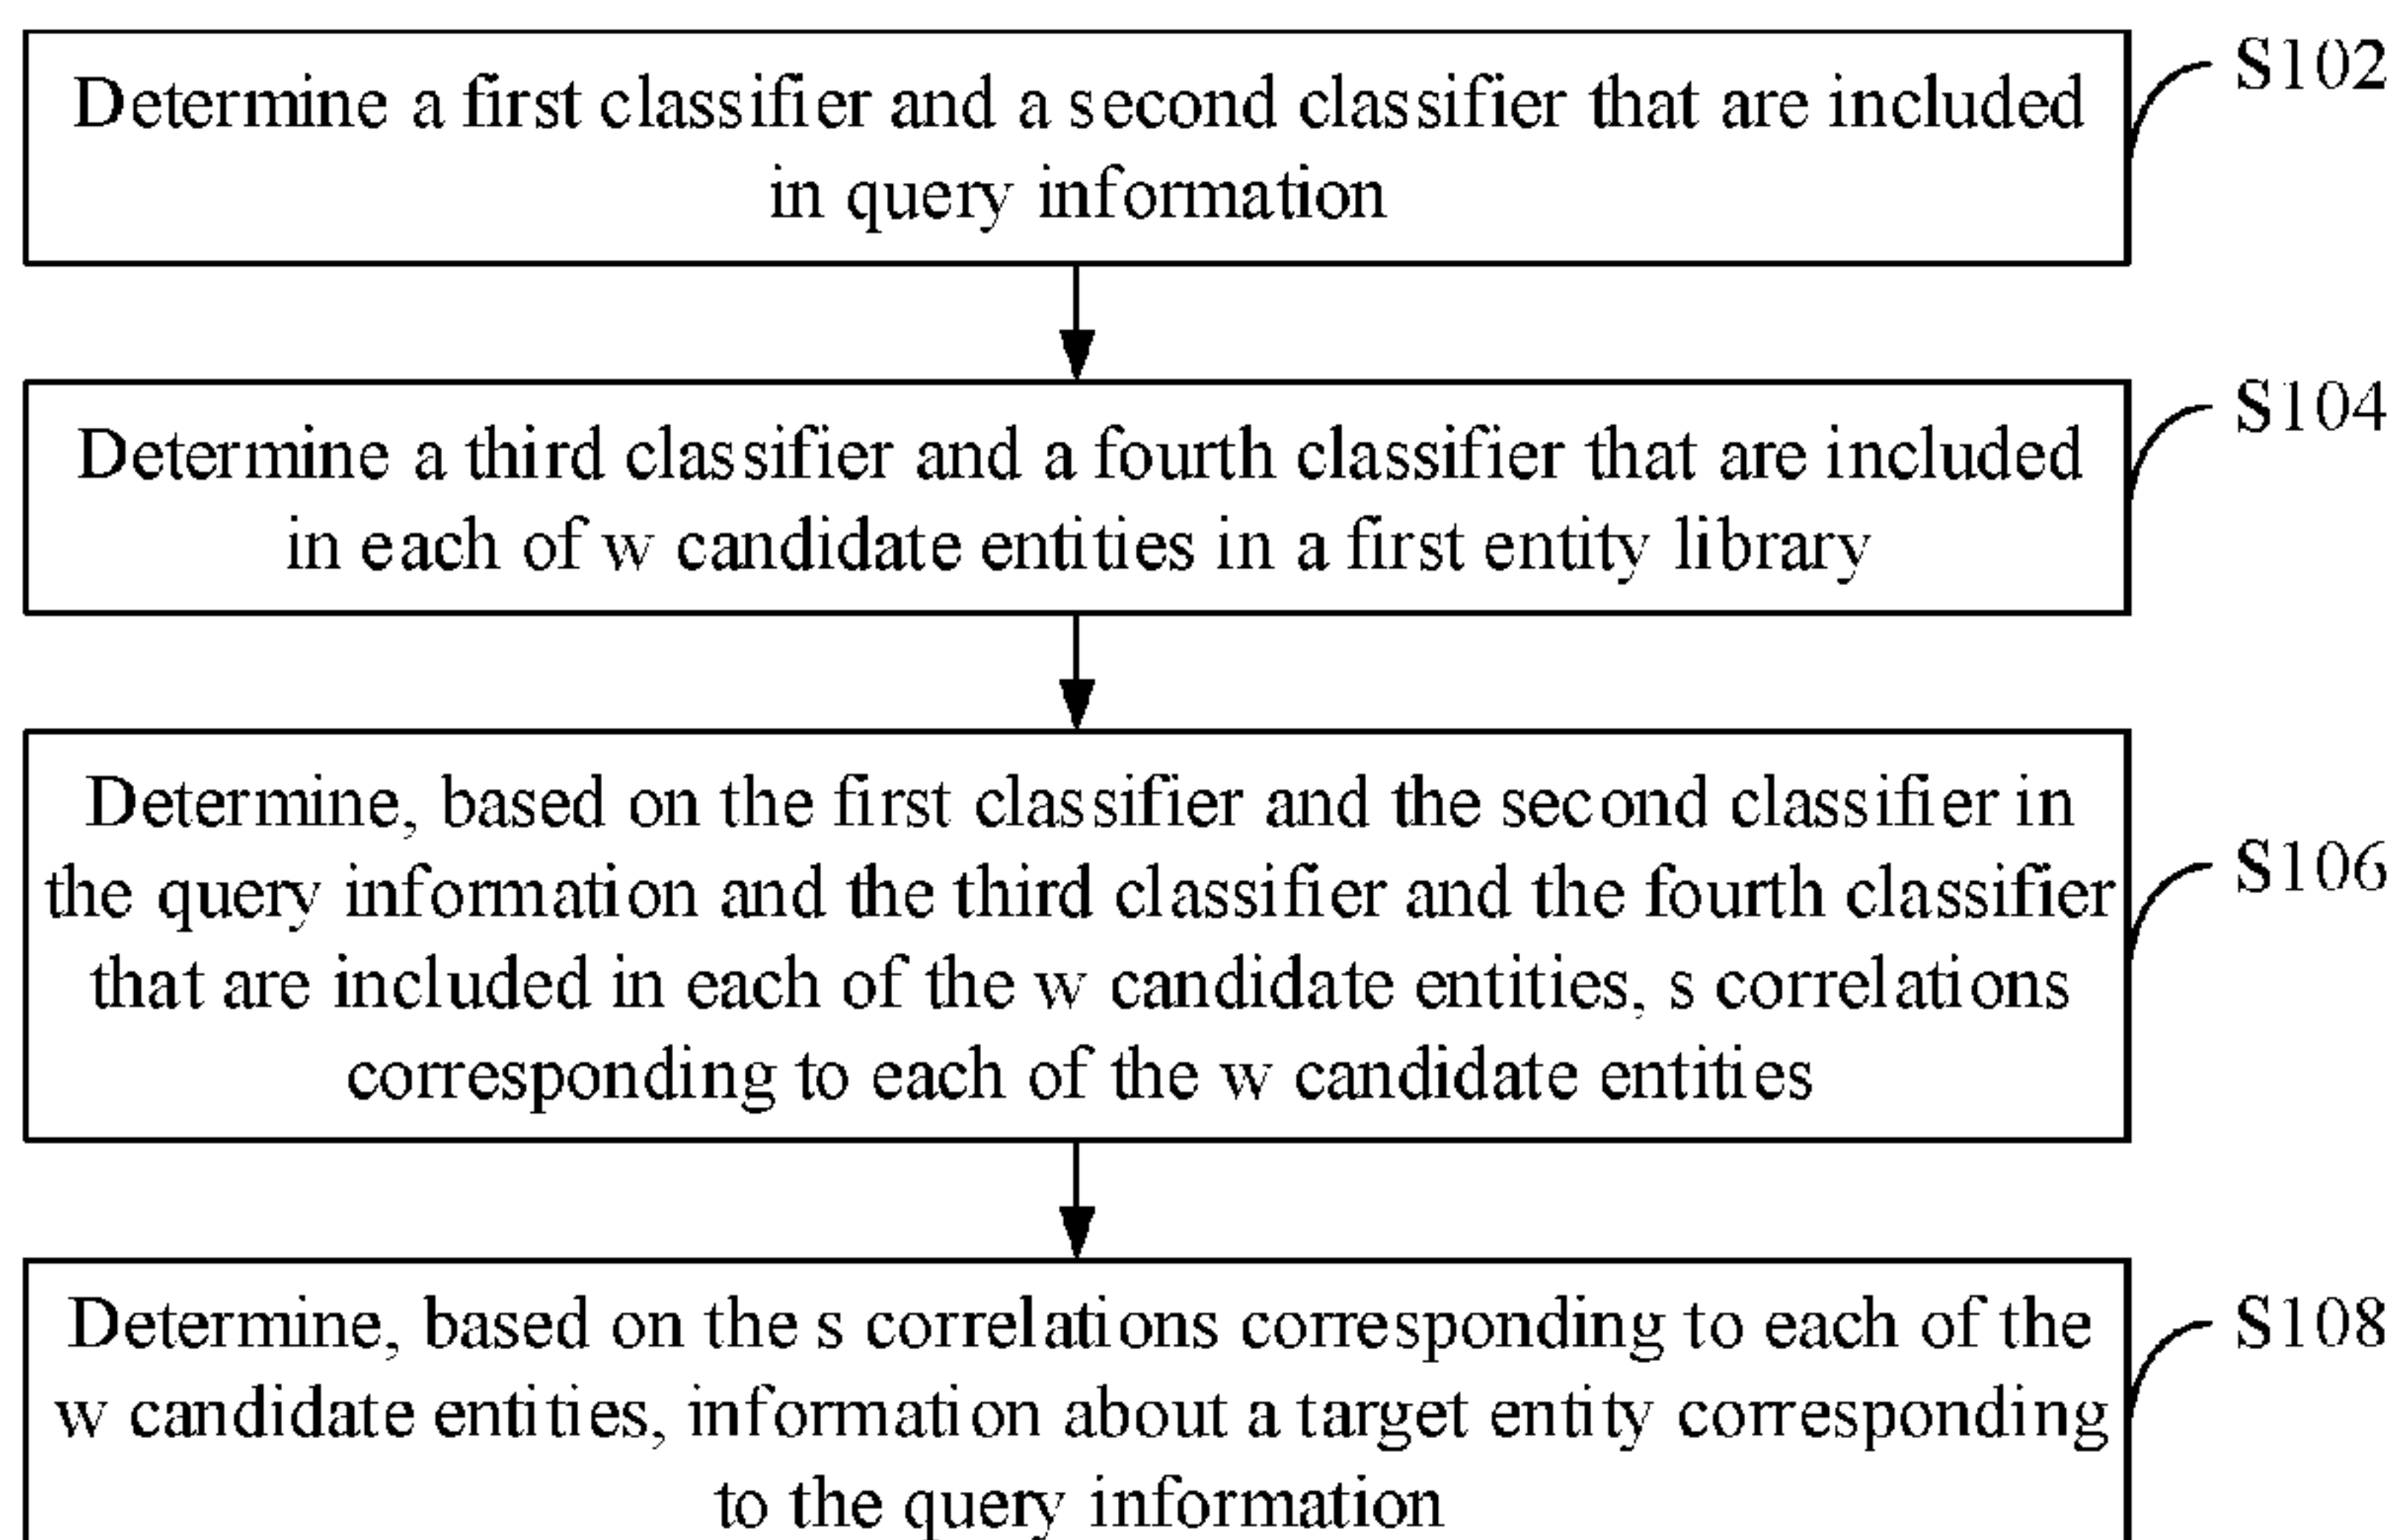 Determine a first classifier and a second classifier that are included
in query information
S102
Determine a third classifier and a fourth classifier that are included
in each of w candidate entities in a first entity library
S104
Determine, based on the first classifier and the second classifier in
the query information and the third classifier and the fourth classifier
that are included in each of the w candidate entities, s correlations
corresponding to each of the w candidate entities
S106
Determine, based on the s correlations corresponding to each of the
w candidate entities, information about a target entity corresponding
to the query information
S108